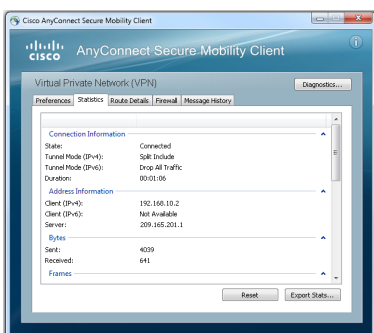 Cisco AnyConnect Secure Mobility Client
CISCO
AnyConnect Secure Mobility Client
Virtual Private Network (VPN)
Diagnostics...
Preferences Statistics Route Details Firewall Message History
Connection Information
State: Connected
Tunnel Mode (IPv4): Split Include
Tunnel Mode (IPv6): Drop All Traffic
Duration: 00:01:06
Address Information
Client (IPv4): 192.168.10.2
Client (IPv6): Not Available
Server: 209.165.201.1
Bytes
Sent: 4039
Received: 641
Frames
Reset Export Stats...